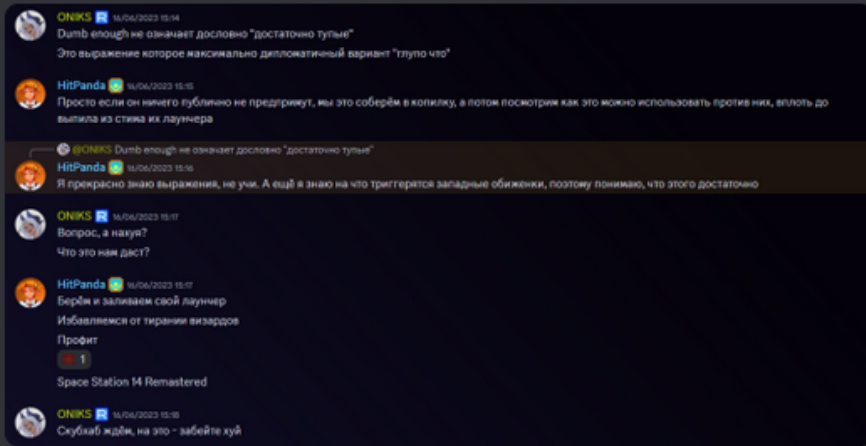 ONIKS R 16/06/2023 15:14
Dumb enough не означает дословно "достаточно тупые"
Это выражение которое максимально дипломатичный вариант "глупо что"
HitPanda 16/06/2023 15:15
Просто если он ничего публично не предпримут, мы это соберём в копилку, а потом посмотрим как это можно использовать против них, вплоть до
выпила из стима их лаунчера
@ONIKS Dumb enough не означает дословно "достаточно тупые"
HitPanda 16/06/2023 15:16
Я прекрасно знаю выражения, не учи. А ещё я знаю на что триггерятся западные обиженки, поэтому понимаю, что этого достаточно
ONIKS R 16/06/2023 15:17
Вопрос, а нахуя?
Что это нам даст?
HitPanda 16/06/2023 15:17
Берём и заливаем свой лаунчер
Избавляемся от тирании визардов
Профит
1
Space Station 14 Remastered
ONIKS R 16/06/2023 15:18
Скубхаб ждём, на это - забейте хуй